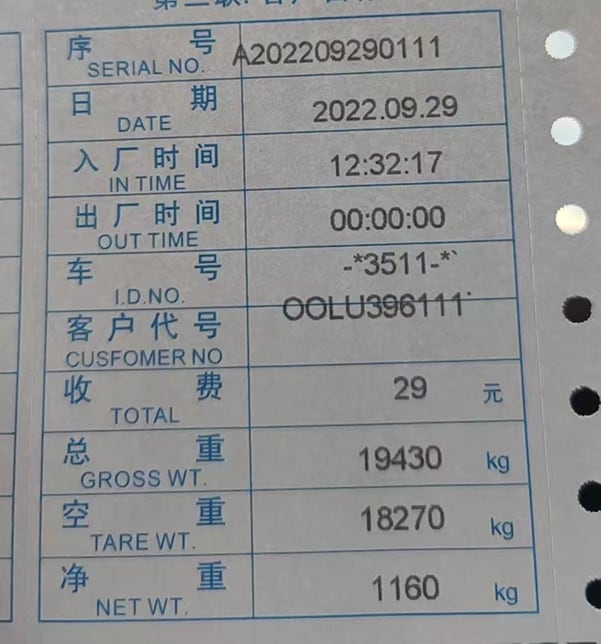 序号 A202209290111
SERIAL NO.
日期 2022.09.29
DATE
入厂时间 12:32:17
IN TIME
出厂时间 00:00:00
OUT TIME
车号 -*3511-*`
I.D.NO.
OOLU396111
客户代号
CUSFOMER NO
收费 29 元
TOTAL
总重 19430 kg
GROSS WT.
空重 18270 kg
TARE WT.
净重 1160 kg
NET WT.